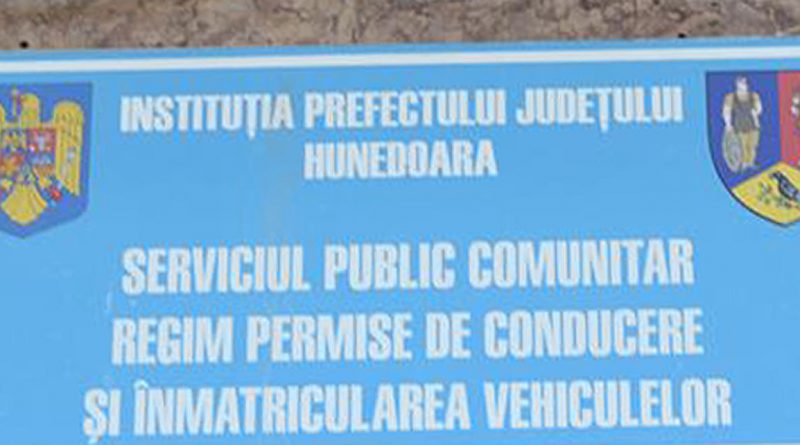 INSTITUȚIA PREFECTULUI JUDEȚULUI
HUNEDOARA
SERVICIUL PUBLIC COMUNITAR
REGIM PERMISE DE CONDUCERE
ȘI ÎNMATRICULAREA VEHICULELOR